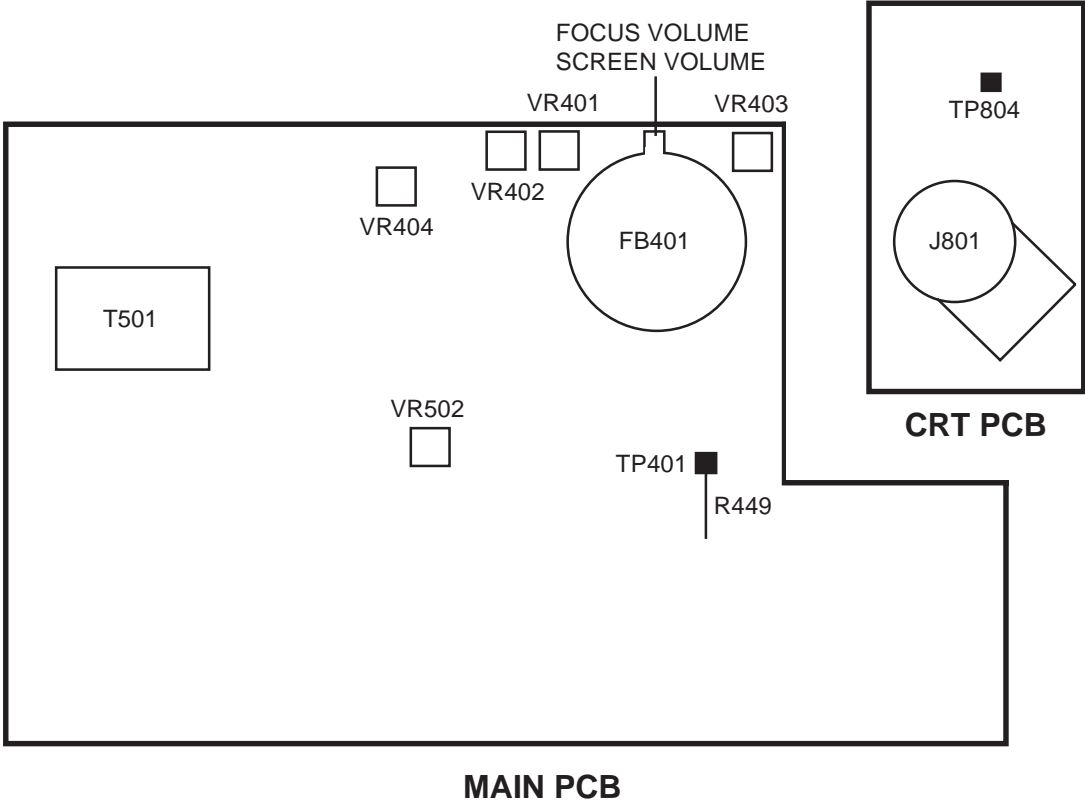 FOCUS VOLUME
SCREEN VOLUME
VR401
VR403
VR402
VR404
FB401
T501
VR502
TP401
R449
MAIN PCB
TP804
J801
CRT PCB